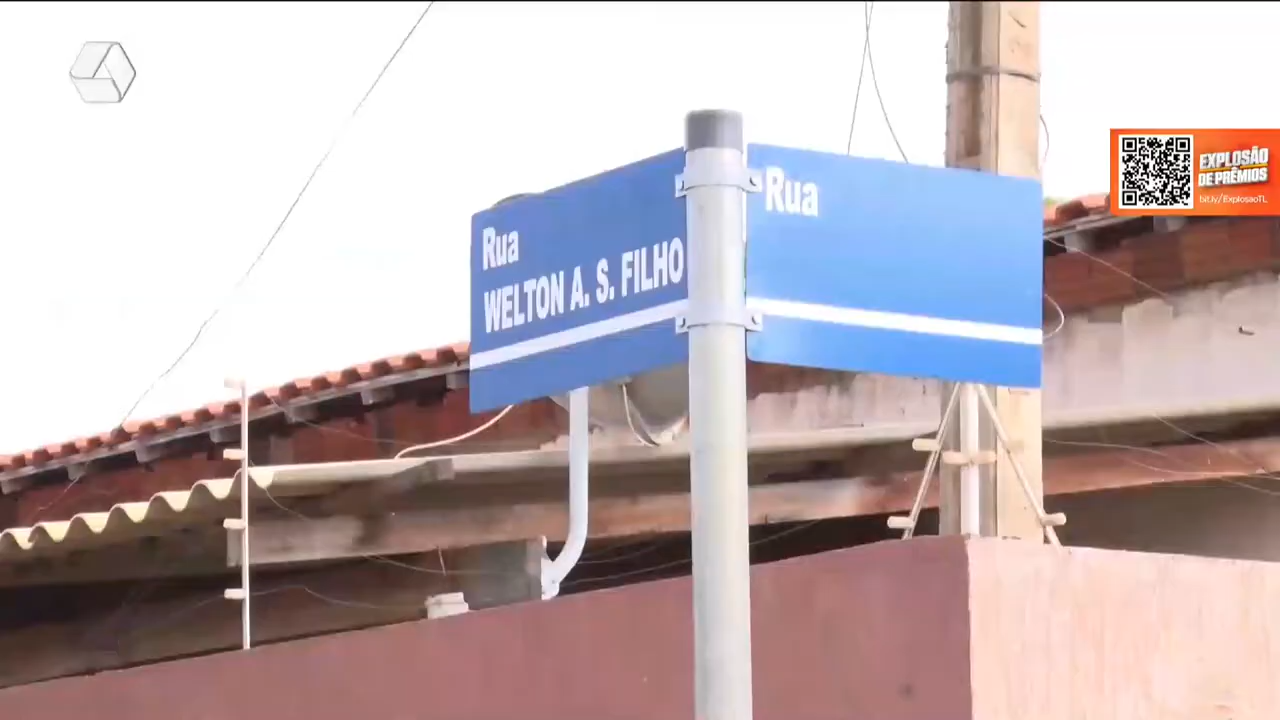 Rua
WELTON A. S. FILHO
Rua
EXPLOSÃO
DE PRÊMIOS
bit.ly/ExplosaoTL